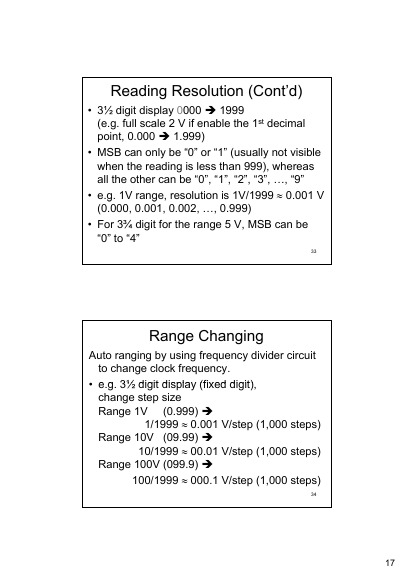 Reading Resolution (Cont'd)
• 3½ digit display 0000 ➔ 1999
(e.g. full scale 2 V if enable the 1st decimal
point, 0.000 ➔ 1.999)
• MSB can only be “0” or “1” (usually not visible
when the reading is less than 999), whereas
all the other can be “0”, “1”, “2”, “3”, …, “9”
• e.g. 1V range, resolution is 1V/1999 ≈ 0.001 V
(0.000, 0.001, 0.002, …, 0.999)
• For 3¾ digit for the range 5 V, MSB can be
“0” to “4”
33
Range Changing
Auto ranging by using frequency divider circuit
to change clock frequency.
• e.g. 3½ digit display (fixed digit),
change step size
Range 1V (0.999) ➔
1/1999 ≈ 0.001 V/step (1,000 steps)
Range 10V (09.99) ➔
10/1999 ≈ 00.01 V/step (1,000 steps)
Range 100V (099.9) ➔
100/1999 ≈ 000.1 V/step (1,000 steps)
34
17